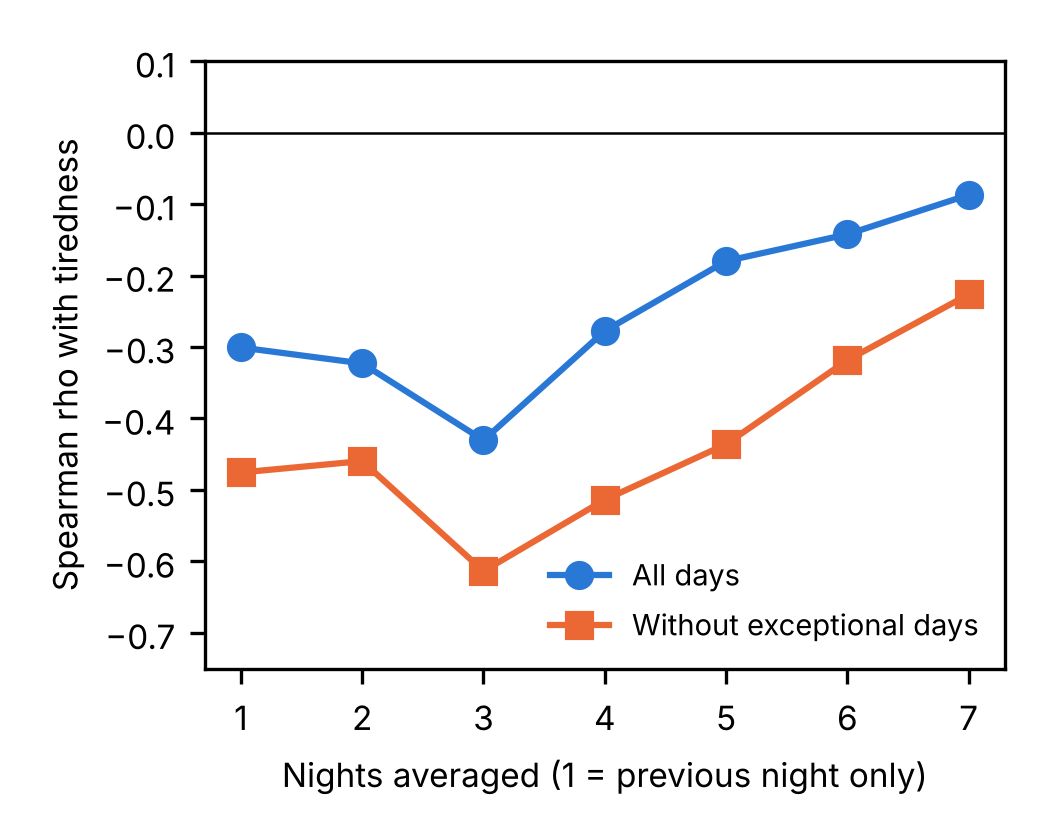 0.1
0.0
−0.1
−0.2
−0.3
−0.4
−0.5
−0.6
−0.7
Spearman rho with tiredness
All days
Without exceptional days
1 2 3 4 5 6 7
Nights averaged (1 = previous night only)